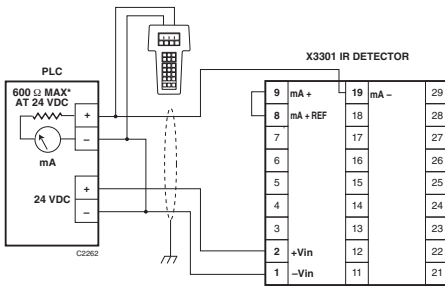 X3301 IR DETECTOR
PLC
600 Ω MAX*
AT 24 VDC
+
–
mA
24 VDC
+
–
C2262
9 mA + 19 mA – 29
8 mA + REF 18 28
7 17 27
6 16 26
5 15 25
4 14 24
3 13 23
2 +Vin 12 22
1 –Vin 11 21